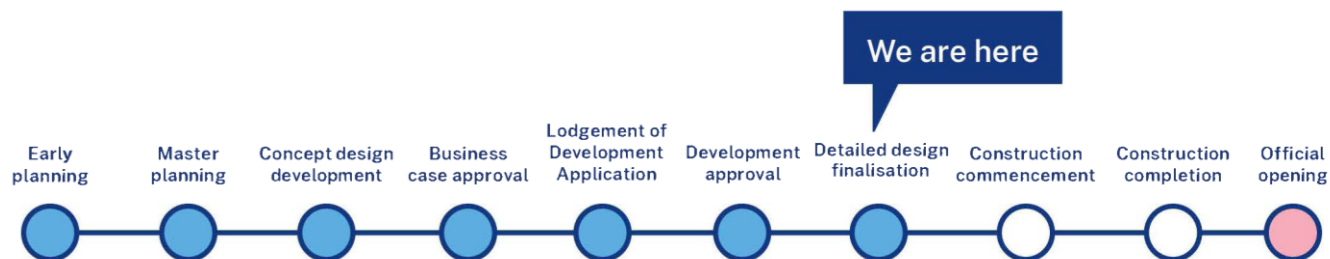 We are here
Early
planning
Master
planning
Concept design
development
Business
case approval
Lodgement of
Development
Application
Development
approval
Detailed design
finalisation
Construction
commencement
Construction
completion
Official
opening